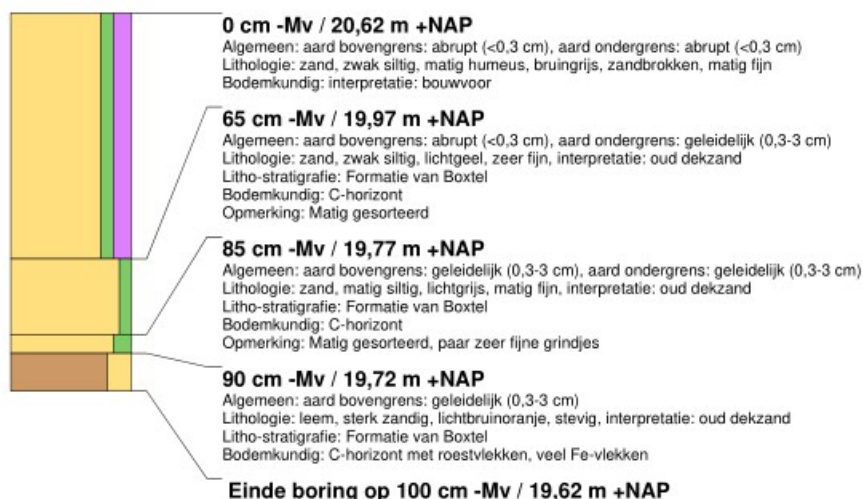 0 cm -Mv / 20,62 m +NAP
Algemeen: aard bovengrens: abrupt (<0,3 cm), aard ondergrens: abrupt (<0,3 cm)
Lithologie: zand, zwak siltig, matig humeus, bruingrijs, zandbrokken, matig fijn
Bodemkundig: interpretatie: bouwvoor
65 cm -Mv / 19,97 m +NAP
Algemeen: aard bovengrens: abrupt (<0,3 cm), aard ondergrens: geleidelijk (0,3-3 cm)
Lithologie: zand, zwak siltig, lichtgeel, zeer fijn, interpretatie: oud dekzand
Litho-stratigrafie: Formatie van Boxtel
Bodemkundig: C-horizont
Opmerking: Matig gesorteerd
85 cm -Mv / 19,77 m +NAP
Algemeen: aard bovengrens: geleidelijk (0,3-3 cm), aard ondergrens: geleidelijk (0,3-3 cm)
Lithologie: zand, matig siltig, lichtgrijs, matig fijn, interpretatie: oud dekzand
Litho-stratigrafie: Formatie van Boxtel
Bodemkundig: C-horizont
Opmerking: Matig gesorteerd, paar zeer fijne grindjes
90 cm -Mv / 19,72 m +NAP
Algemeen: aard bovengrens: geleidelijk (0,3-3 cm)
Lithologie: leem, sterk zandig, lichtbruinoranje, stevig, interpretatie: oud dekzand
Litho-stratigrafie: Formatie van Boxtel
Bodemkundig: C-horizont met roestvlekken, veel Fe-vlekken
Einde boring op 100 cm -Mv / 19,62 m +NAP